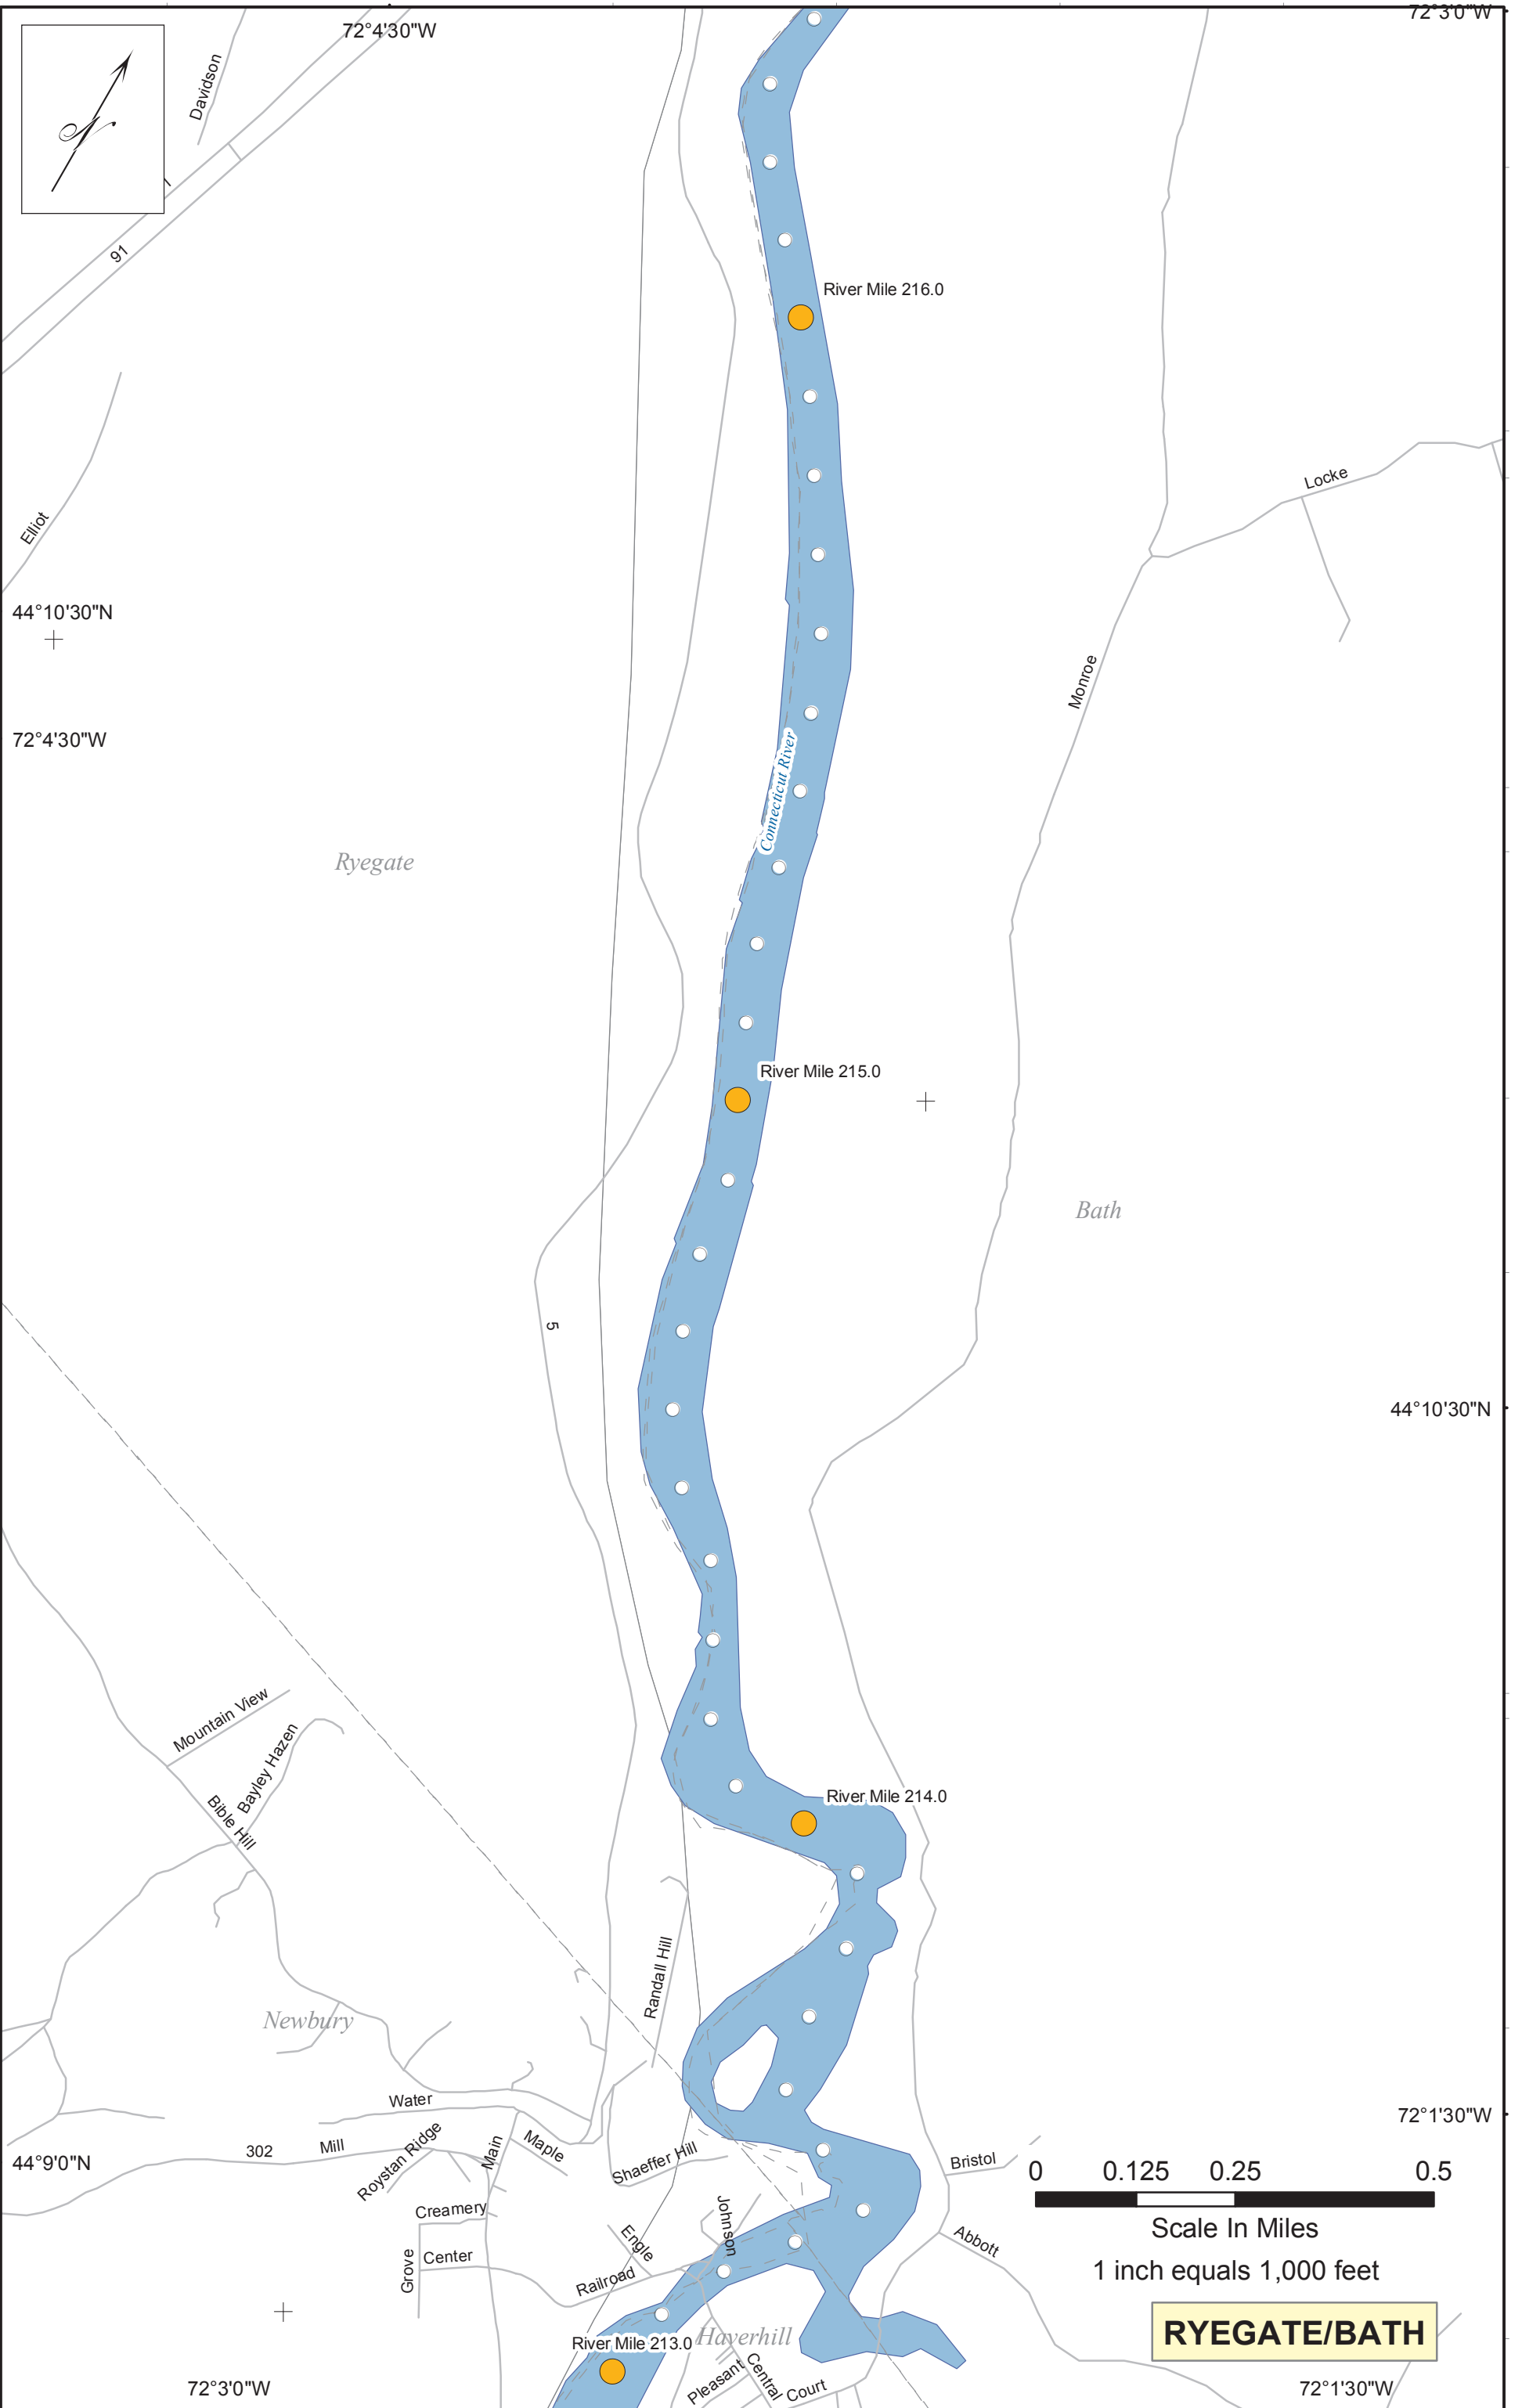 72°4'30"W
72°3'0"W
Davidson
N
91
River Mile 216.0
Locke
Elliot
44°10'30"N
Monroe
72°4'30"W
Connecticut River
Ryegate
River Mile 215.0
Bath
5
44°10'30"N
Mountain View
Bayley Hazen
Bible Hill
River Mile 214.0
Randall Hill
Newbury
Water
72°1'30"W
302
Mill
Roystan Ridge
Main
Maple
Shaeffer Hill
Bristol
44°9'0"N
0 0.125 0.25 0.5
Scale In Miles
1 inch equals 1,000 feet
Creamery
Johnson
Engle
Abbott
Grove
Center
Railroad
RYEGATE/BATH
River Mile 213.0
Haverhill
Pleasant
Central
Court
72°3'0"W
72°1'30"W